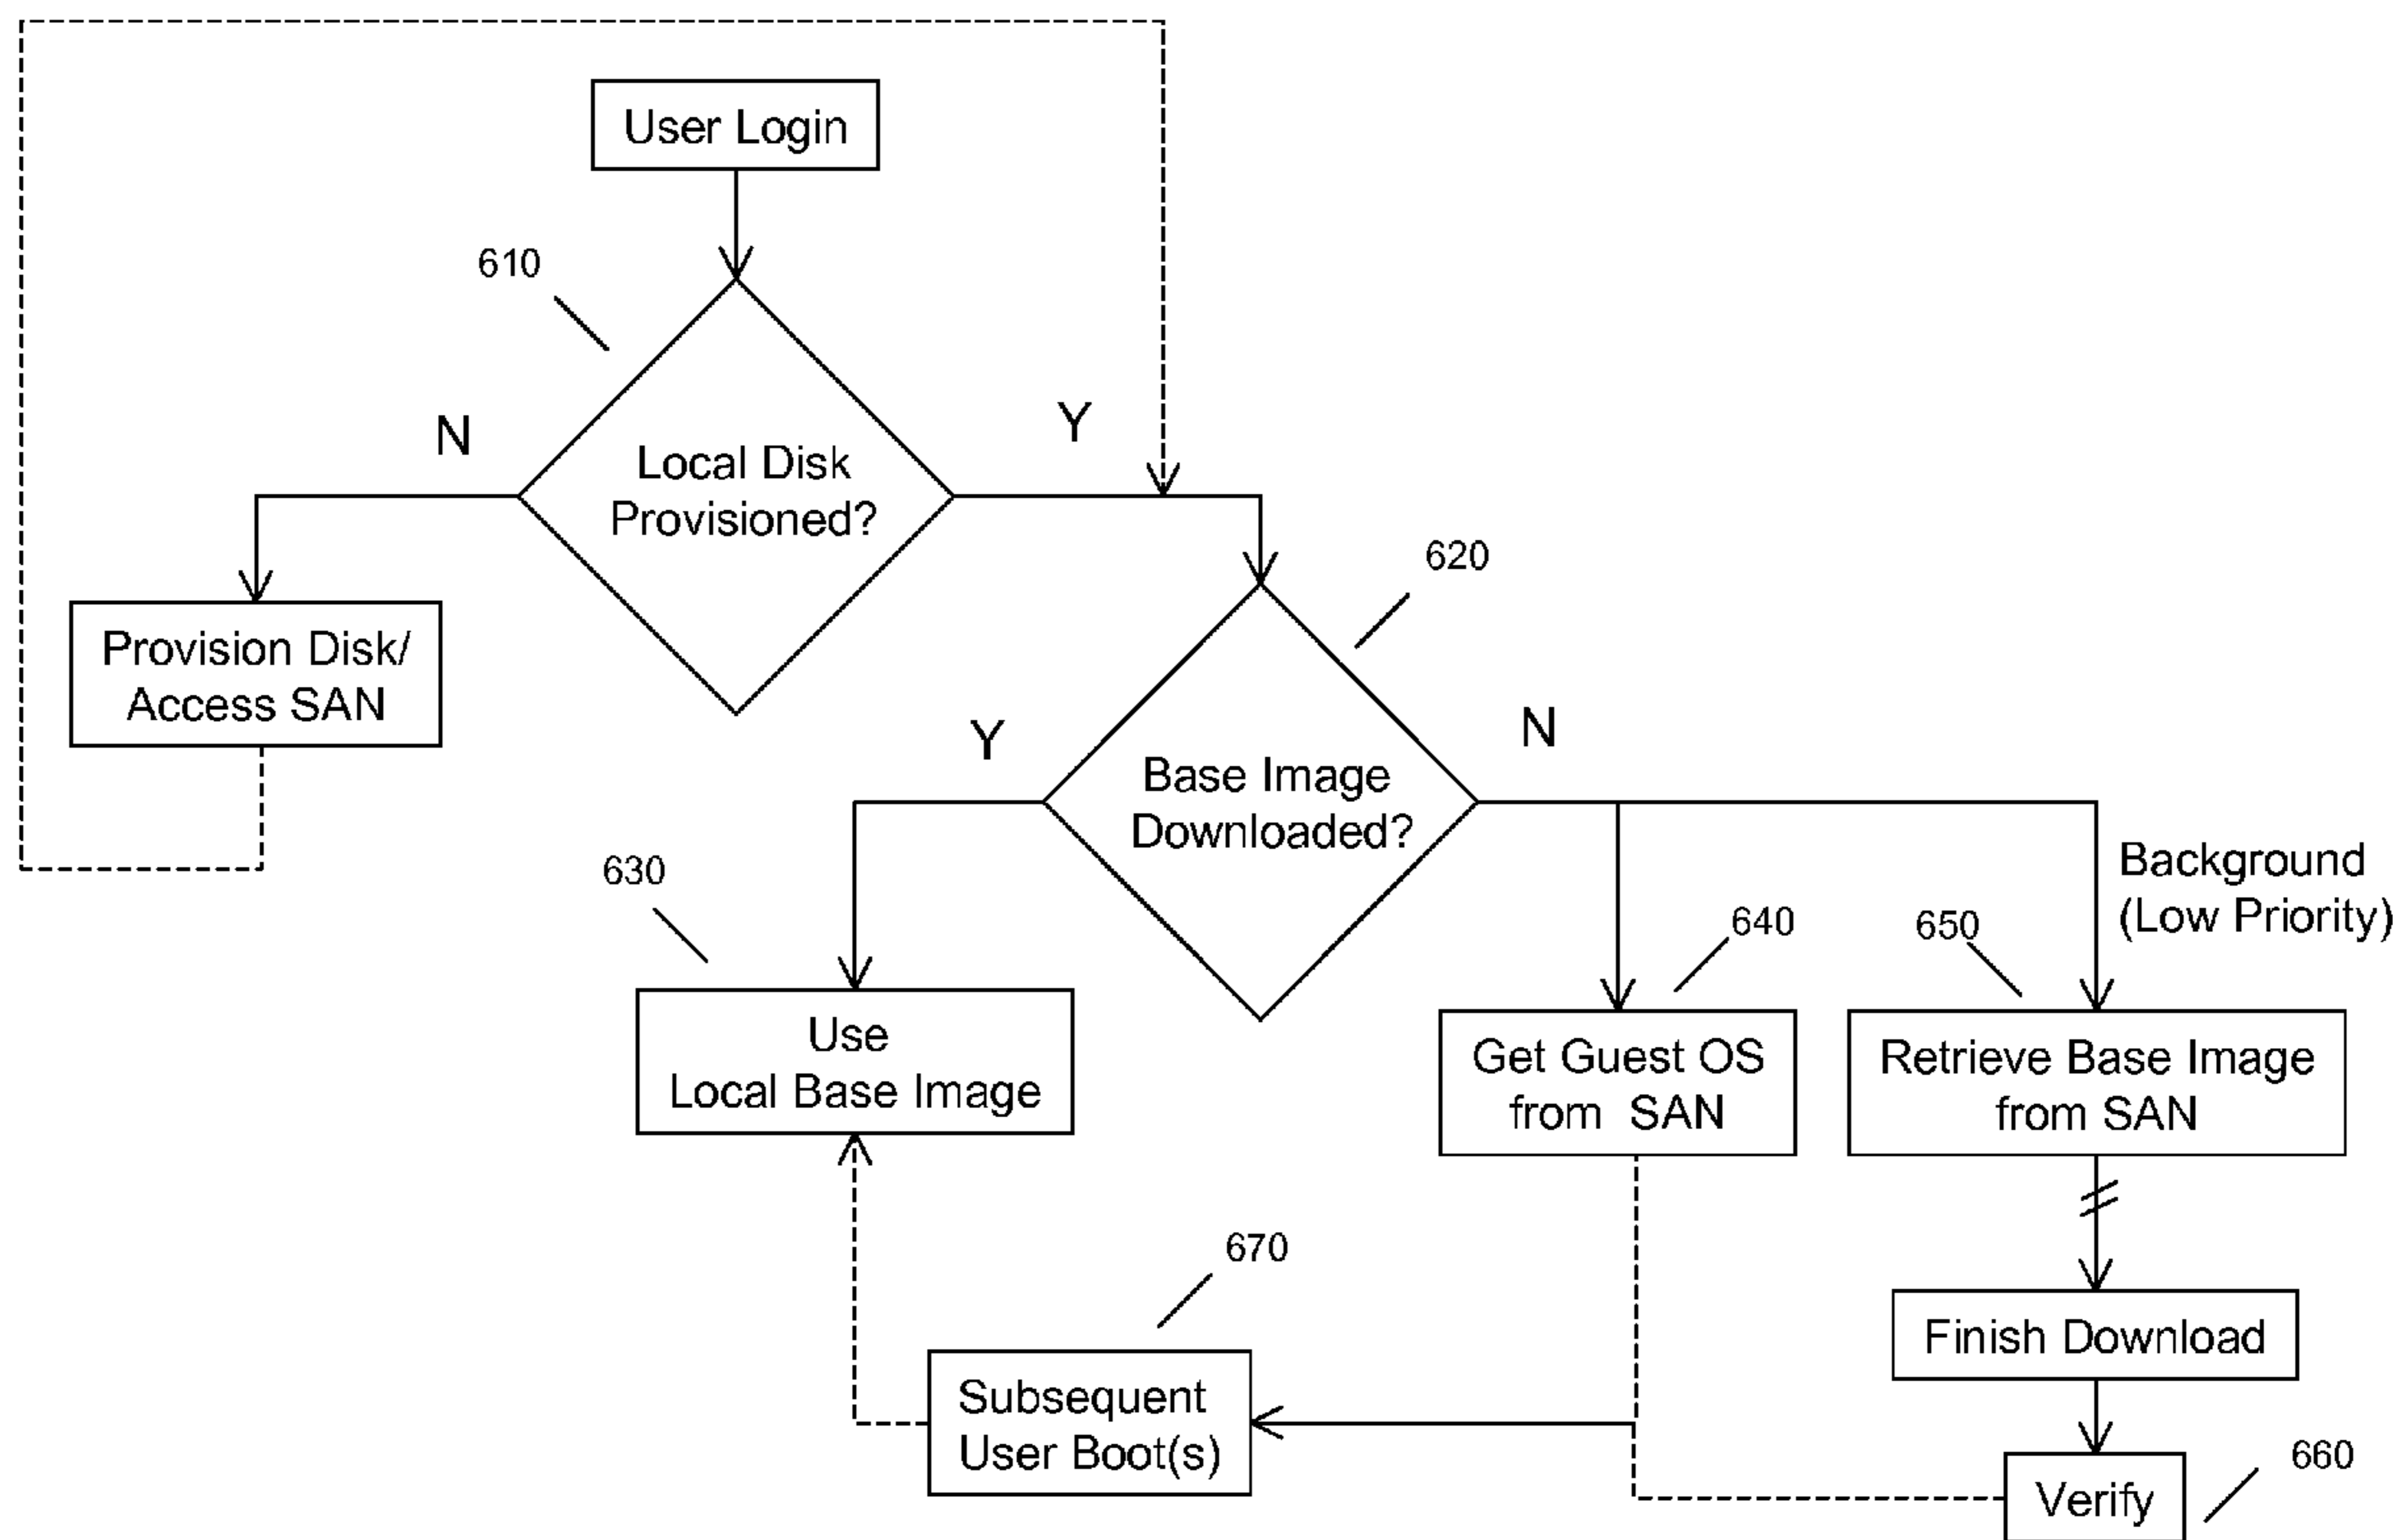 User Login
610
N
Y
Local Disk
Provisioned?
620
Provision Disk/
Access SAN
Y
N
Base Image
Downloaded?
Background
(Low Priority)
630
640
650
Use
Local Base Image
Get Guest OS
from SAN
Retrieve Base Image
from SAN
670
Finish Download
Subsequent
User Boot(s)
660
Verify